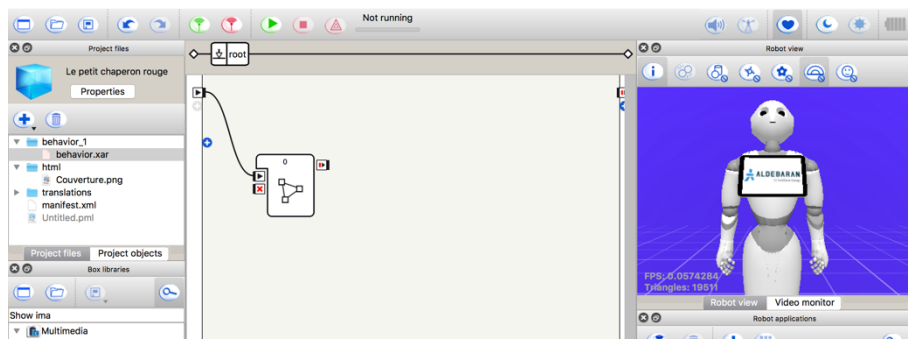 Not running
Project files
Le petit chaperon rouge
Properties
behavior_1
behavior.xar
html
Couverture.png
translations
manifest.xml
Untitled.pml
Project files
Project objects
Box libraries
Show ima
Multimedia
root
0
Robot view
ALDEBARAN
FPS: 0.0574284
Triangles: 19511
Robot view
Video monitor
Robot applications